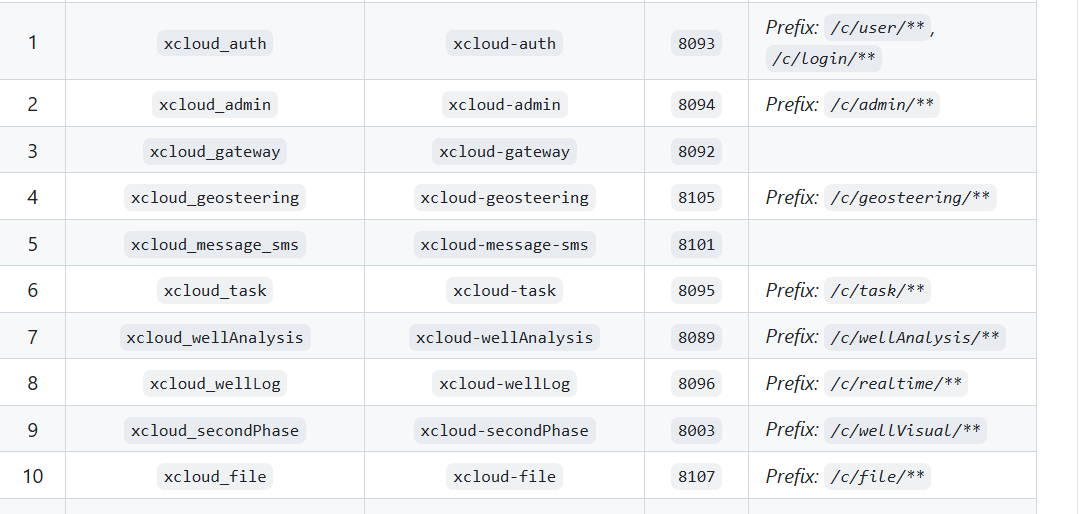 1 xcloud_auth xcloud-auth 8093 Prefix: /c/user/** ,
/c/login/**
2 xcloud_admin xcloud-admin 8094 Prefix: /c/admin/**
3 xcloud_gateway xcloud-gateway 8092
4 xcloud_geosteering xcloud-geosteering 8105 Prefix: /c/geosteering/**
5 xcloud_message_sms xcloud-message-sms 8101
6 xcloud_task xcloud-task 8095 Prefix: /c/task/**
7 xcloud_wellAnalysis xcloud-wellAnalysis 8089 Prefix: /c/wellAnalysis/**
8 xcloud_wellLog xcloud-wellLog 8096 Prefix: /c/realtime/**
9 xcloud_secondPhase xcloud-secondPhase 8003 Prefix: /c/wellVisual/**
10 xcloud_file xcloud-file 8107 Prefix: /c/file/**